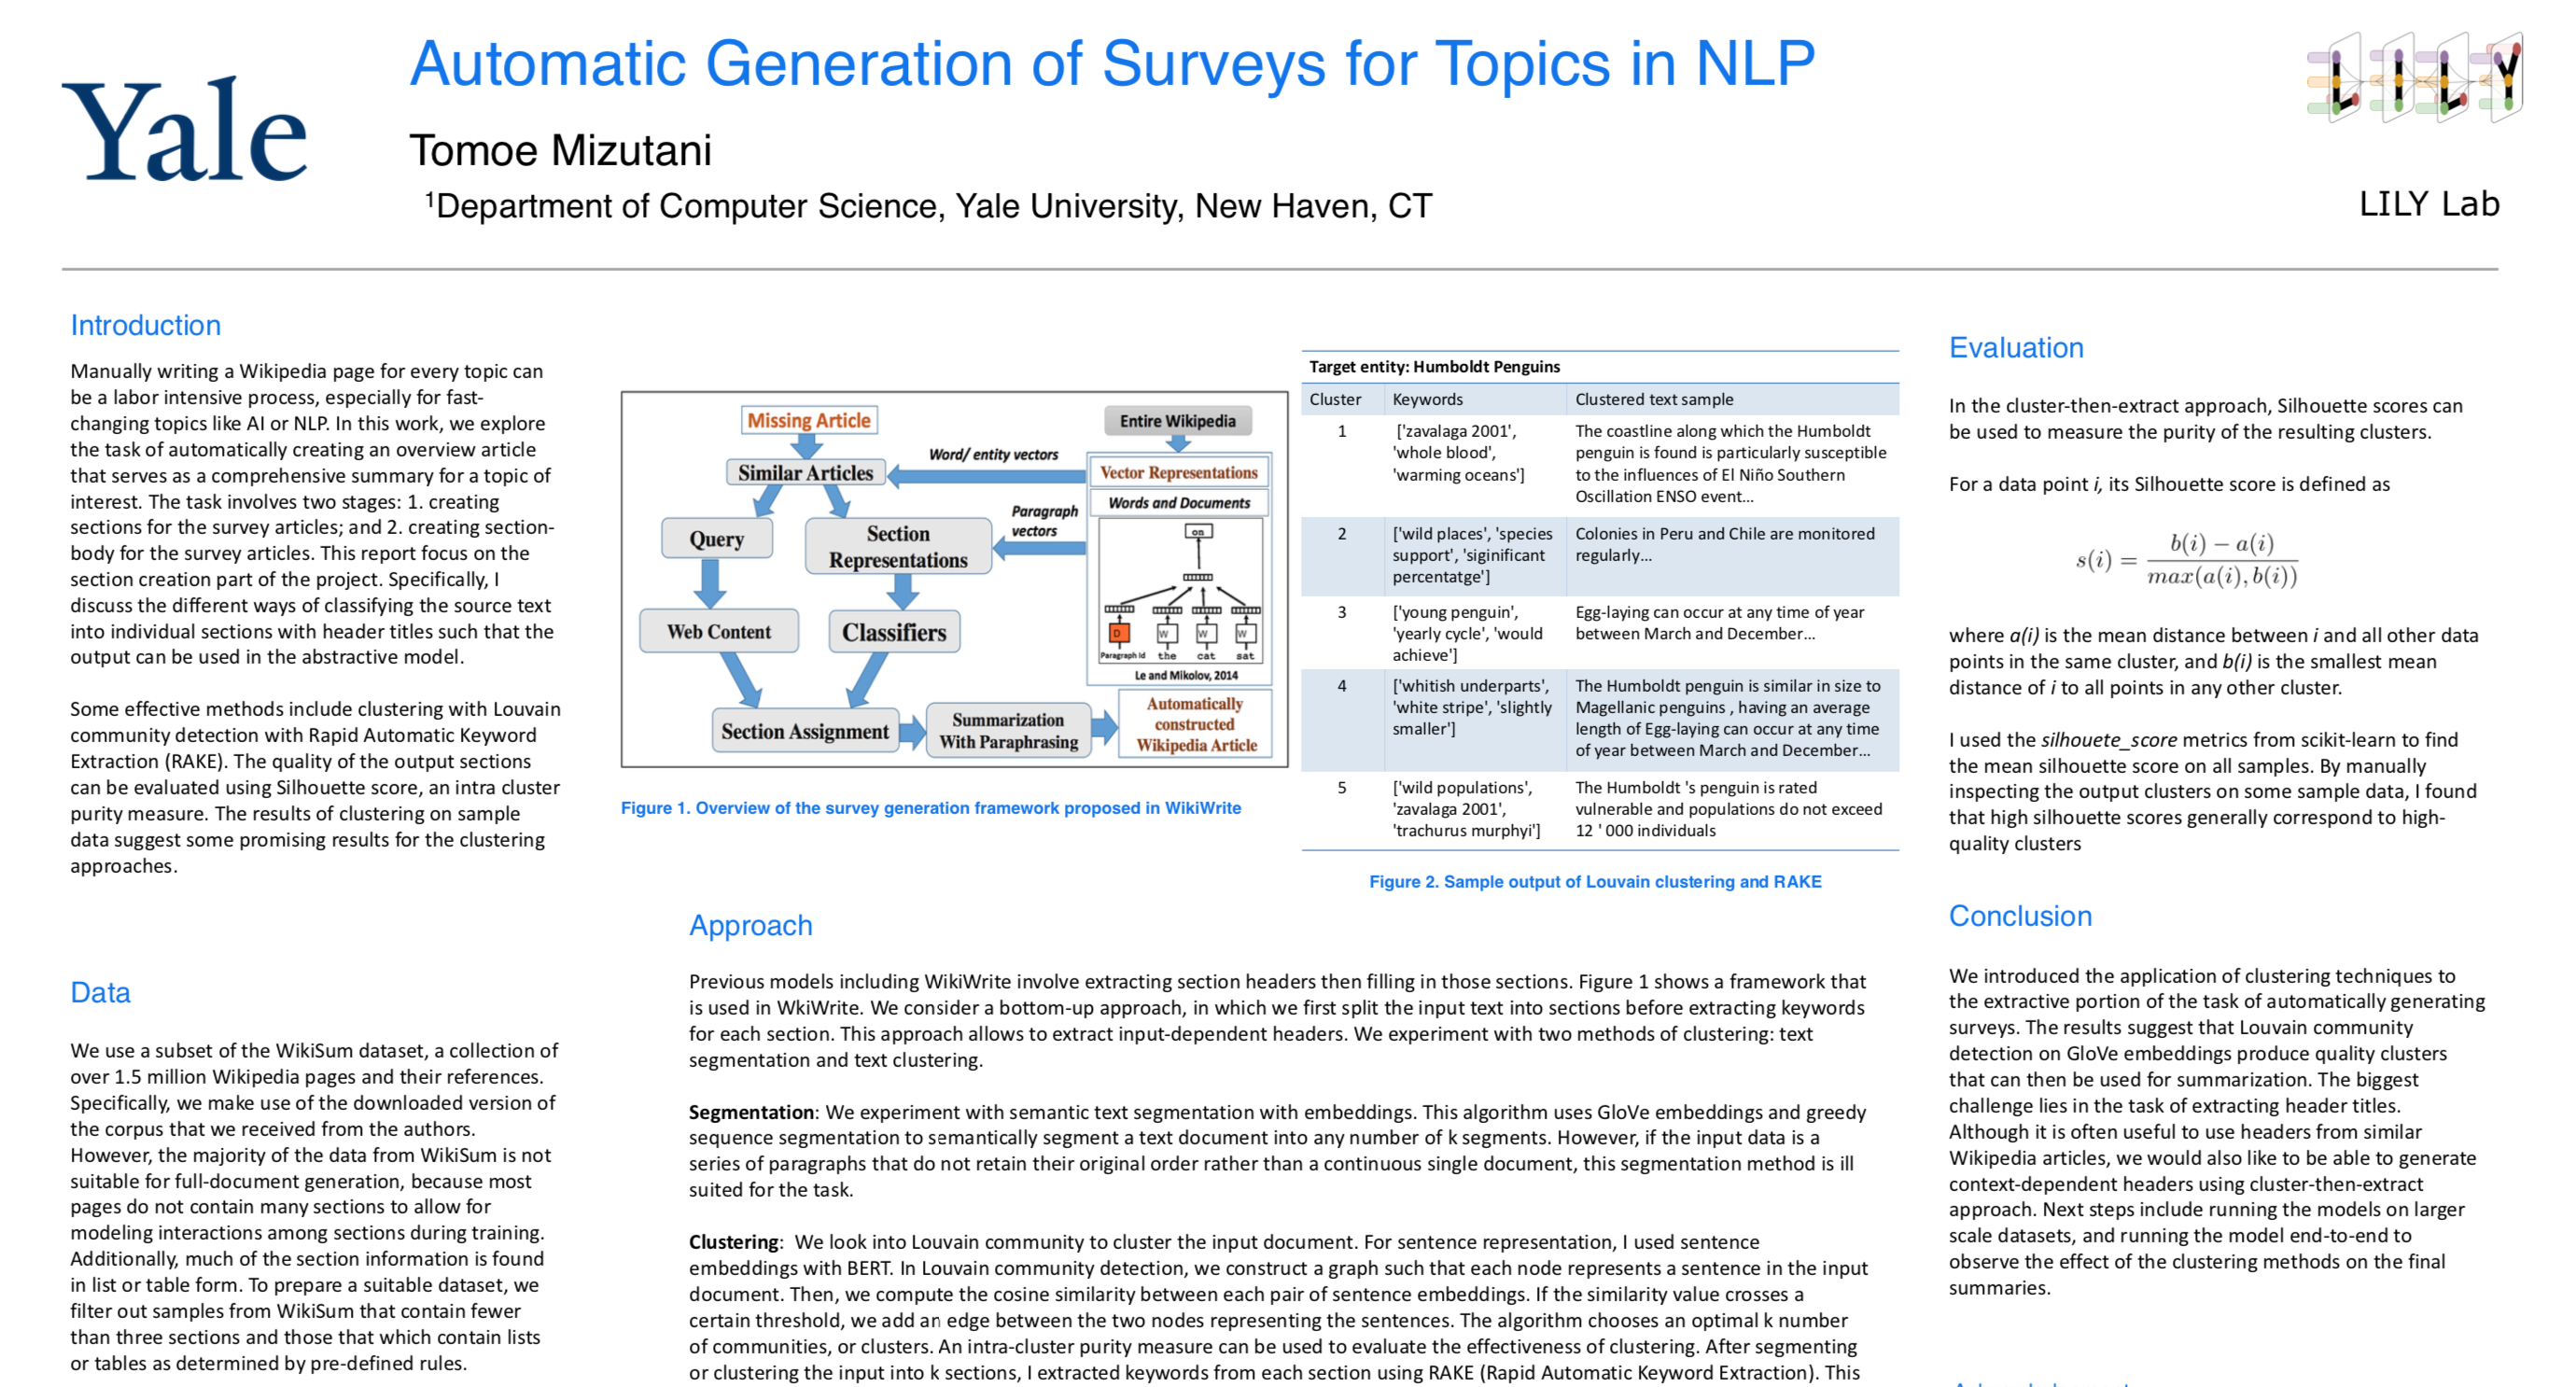 Yale
Automatic Generation of Surveys for Topics in NLP
Tomoe Mizutani
¹Department of Computer Science, Yale University, New Haven, CT
LILY
LILY Lab
Introduction
Manually writing a Wikipedia page for every topic can
be a labor intensive process, especially for fast-
changing topics like AI or NLP. In this work, we explore
the task of automatically creating an overview article
that serves as a comprehensive summary for a topic of
interest. The task involves two stages: 1. creating
sections for the survey articles; and 2. creating section-
body for the survey articles. This report focus on the
section creation part of the project. Specifically, I
discuss the different ways of classifying the source text
into individual sections with header titles such that the
output can be used in the abstractive model.
Some effective methods include clustering with Louvain
community detection with Rapid Automatic Keyword
Extraction (RAKE). The quality of the output sections
can be evaluated using Silhouette score, an intra cluster
purity measure. The results of clustering on sample
data suggest some promising results for the clustering
approaches.
Data
We use a subset of the WikiSum dataset, a collection of
over 1.5 million Wikipedia pages and their references.
Specifically, we make use of the downloaded version of
the corpus that we received from the authors.
However, the majority of the data from WikiSum is not
suitable for full-document generation, because most
pages do not contain many sections to allow for
modeling interactions among sections during training.
Additionally, much of the section information is found
in list or table form. To prepare a suitable dataset, we
filter out samples from WikiSum that contain fewer
than three sections and those that which contain lists
or tables as determined by pre-defined rules.
Missing Article
Entire Wikipedia
Word/ entity vectors
Similar Articles
Vector Representations
Words and Documents
Paragraph
vectors
Query
Section
Representations
on
Web Content
Classifiers
D
W
W
W
Paragraph Id
the
cat
sat
Le and Mikolov, 2014
Section Assignment
Summarization
With Paraphrasing
Automatically
constructed
Wikipedia Article
Figure 1. Overview of the survey generation framework proposed in WikiWrite
Target entity: Humboldt Penguins
Cluster Keywords Clustered text sample
1 ['zavalaga 2001', The coastline along which the Humboldt
'whole blood', penguin is found is particularly susceptible
'warming oceans'] to the influences of El Niño Southern
Oscillation ENSO event...
2 ['wild places', 'species Colonies in Peru and Chile are monitored
support', 'siginificant regularly...
percentatge']
3 ['young penguin', Egg-laying can occur at any time of year
'yearly cycle', 'would between March and December...
achieve']
4 ['whitish underparts', The Humboldt penguin is similar in size to
'white stripe', 'slightly Magellanic penguins , having an average
smaller'] length of Egg-laying can occur at any time
of year between March and December...
5 ['wild populations', The Humboldt 's penguin is rated
'zavalaga 2001', vulnerable and populations do not exceed
'trachurus murphyi'] 12 ' 000 individuals
Figure 2. Sample output of Louvain clustering and RAKE
Approach
Previous models including WikiWrite involve extracting section headers then filling in those sections. Figure 1 shows a framework that
is used in WkiWrite. We consider a bottom-up approach, in which we first split the input text into sections before extracting keywords
for each section. This approach allows to extract input-dependent headers. We experiment with two methods of clustering: text
segmentation and text clustering.
Segmentation: We experiment with semantic text segmentation with embeddings. This algorithm uses GloVe embeddings and greedy
sequence segmentation to semantically segment a text document into any number of k segments. However, if the input data is a
series of paragraphs that do not retain their original order rather than a continuous single document, this segmentation method is ill
suited for the task.
Clustering: We look into Louvain community to cluster the input document. For sentence representation, I used sentence
embeddings with BERT. In Louvain community detection, we construct a graph such that each node represents a sentence in the input
document. Then, we compute the cosine similarity between each pair of sentence embeddings. If the similarity value crosses a
certain threshold, we add an edge between the two nodes representing the sentences. The algorithm chooses an optimal k number
of communities, or clusters. An intra-cluster purity measure can be used to evaluate the effectiveness of clustering. After segmenting
or clustering the input into k sections, I extracted keywords from each section using RAKE (Rapid Automatic Keyword Extraction). This
Evaluation
In the cluster-then-extract approach, Silhouette scores can
be used to measure the purity of the resulting clusters.
For a data point i, its Silhouette score is defined as
s(i) = b(i) − a(i) / max(a(i), b(i))
where a(i) is the mean distance between i and all other data
points in the same cluster, and b(i) is the smallest mean
distance of i to all points in any other cluster.
I used the silhouete_score metrics from scikit-learn to find
the mean silhouette score on all samples. By manually
inspecting the output clusters on some sample data, I found
that high silhouette scores generally correspond to high-
quality clusters
Conclusion
We introduced the application of clustering techniques to
the extractive portion of the task of automatically generating
surveys. The results suggest that Louvain community
detection on GloVe embeddings produce quality clusters
that can then be used for summarization. The biggest
challenge lies in the task of extracting header titles.
Although it is often useful to use headers from similar
Wikipedia articles, we would also like to be able to generate
context-dependent headers using cluster-then-extract
approach. Next steps include running the models on larger
scale datasets, and running the model end-to-end to
observe the effect of the clustering methods on the final
summaries.